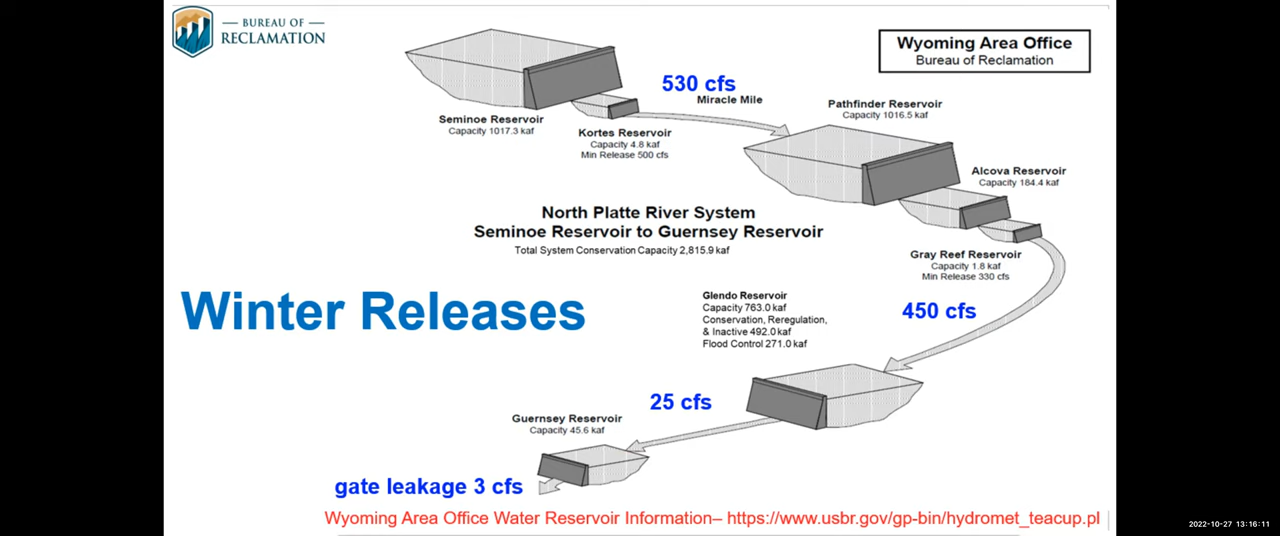 BUREAU OF
RECLAMATION
Wyoming Area Office
Bureau of Reclamation
530 cfs
Miracle Mile
Seminoe Reservoir
Capacity 1017.3 kaf
Kortes Reservoir
Capacity 4.8 kaf
Min Release 500 cfs
Pathfinder Reservoir
Capacity 1016.5 kaf
Alcova Reservoir
Capacity 184.4 kaf
North Platte River System
Seminoe Reservoir to Guernsey Reservoir
Total System Conservation Capacity 2,815.9 kaf
Gray Reef Reservoir
Capacity 1.8 kaf
Min Release 330 cfs
Winter Releases
Glendo Reservoir
Capacity 763.0 kaf
Conservation, Reregulation,
& Inactive 492.0 kaf
Flood Control 271.0 kaf
450 cfs
25 cfs
Guernsey Reservoir
Capacity 45.6 kaf
gate leakage 3 cfs
Wyoming Area Office Water Reservoir Information– https://www.usbr.gov/gp-bin/hydromet_teacup.pl
2022-10-27 13:16:11